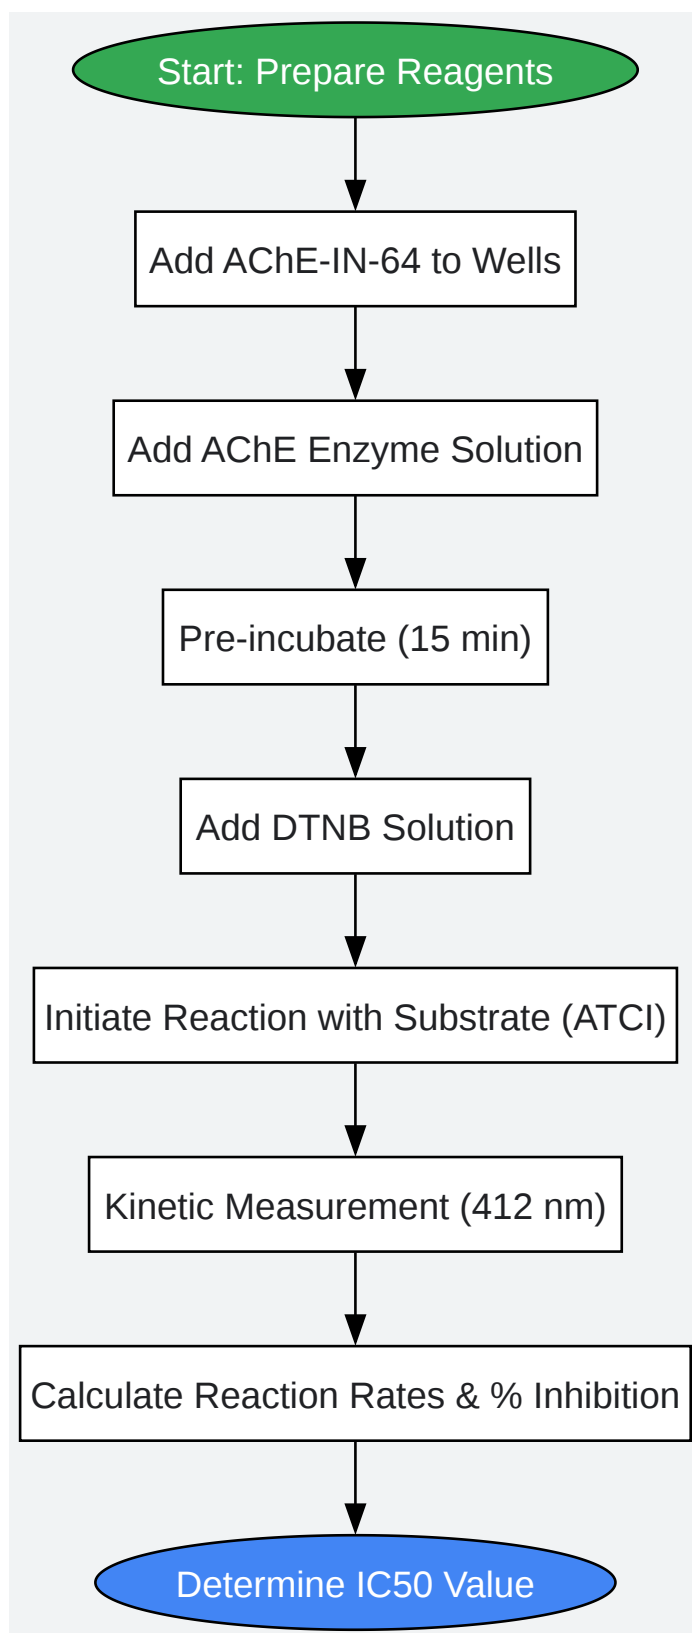 Start: Prepare Reagents
Add AChE-IN-64 to Wells
Add AChE Enzyme Solution
Pre-incubate (15 min)
Add DTNB Solution
Initiate Reaction with Substrate (ATCI)
Kinetic Measurement (412 nm)
Calculate Reaction Rates & % Inhibition
Determine IC50 Value